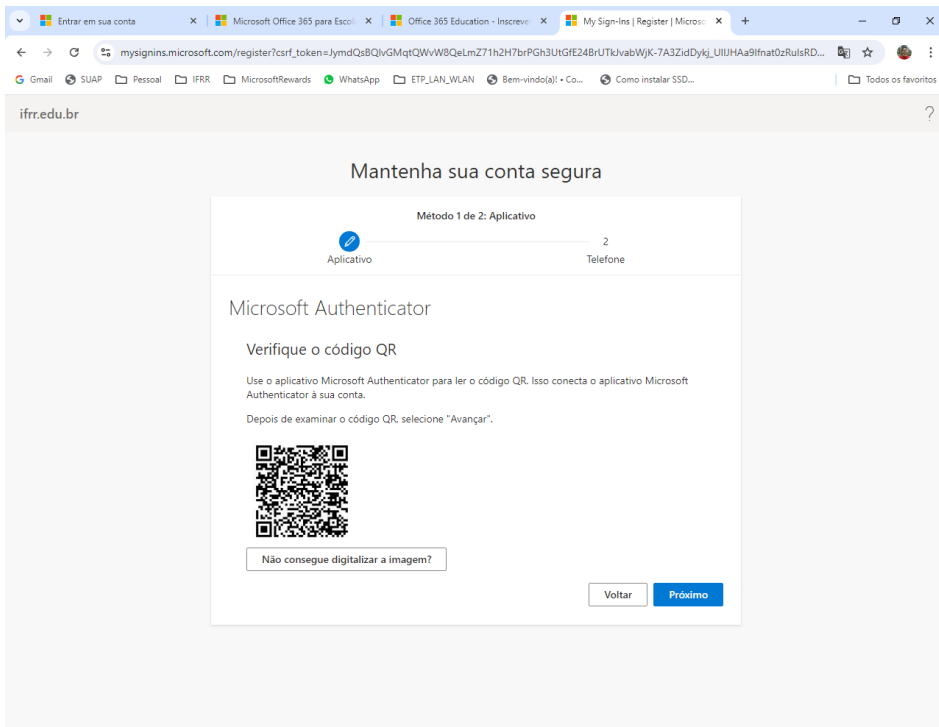 Entrar em sua conta
Microsoft Office 365 para Escol
Office 365 Education - Inscreve
My Sign-Ins | Register | Microso
mysignins.microsoft.com/register?csrf_token=
Gmail
SUAP
Pessoal
IFRR
MicrosoftRewards
WhatsApp
ETP_LAN_WLAN
Bem-vindo(a)! • Co...
Como instalar SSD...
Todos os favoritos
ifrr.edu.br
?
Mantenha sua conta segura
Método 1 de 2: Aplicativo
2
Aplicativo
Telefone
Microsoft Authenticator
Verifique o código QR
Use o aplicativo Microsoft Authenticator para ler o código QR. Isso conecta o aplicativo Microsoft
Authenticator à sua conta.
Depois de examinar o código QR, selecione "Avançar".
Não consegue digitalizar a imagem?
Voltar
Próximo